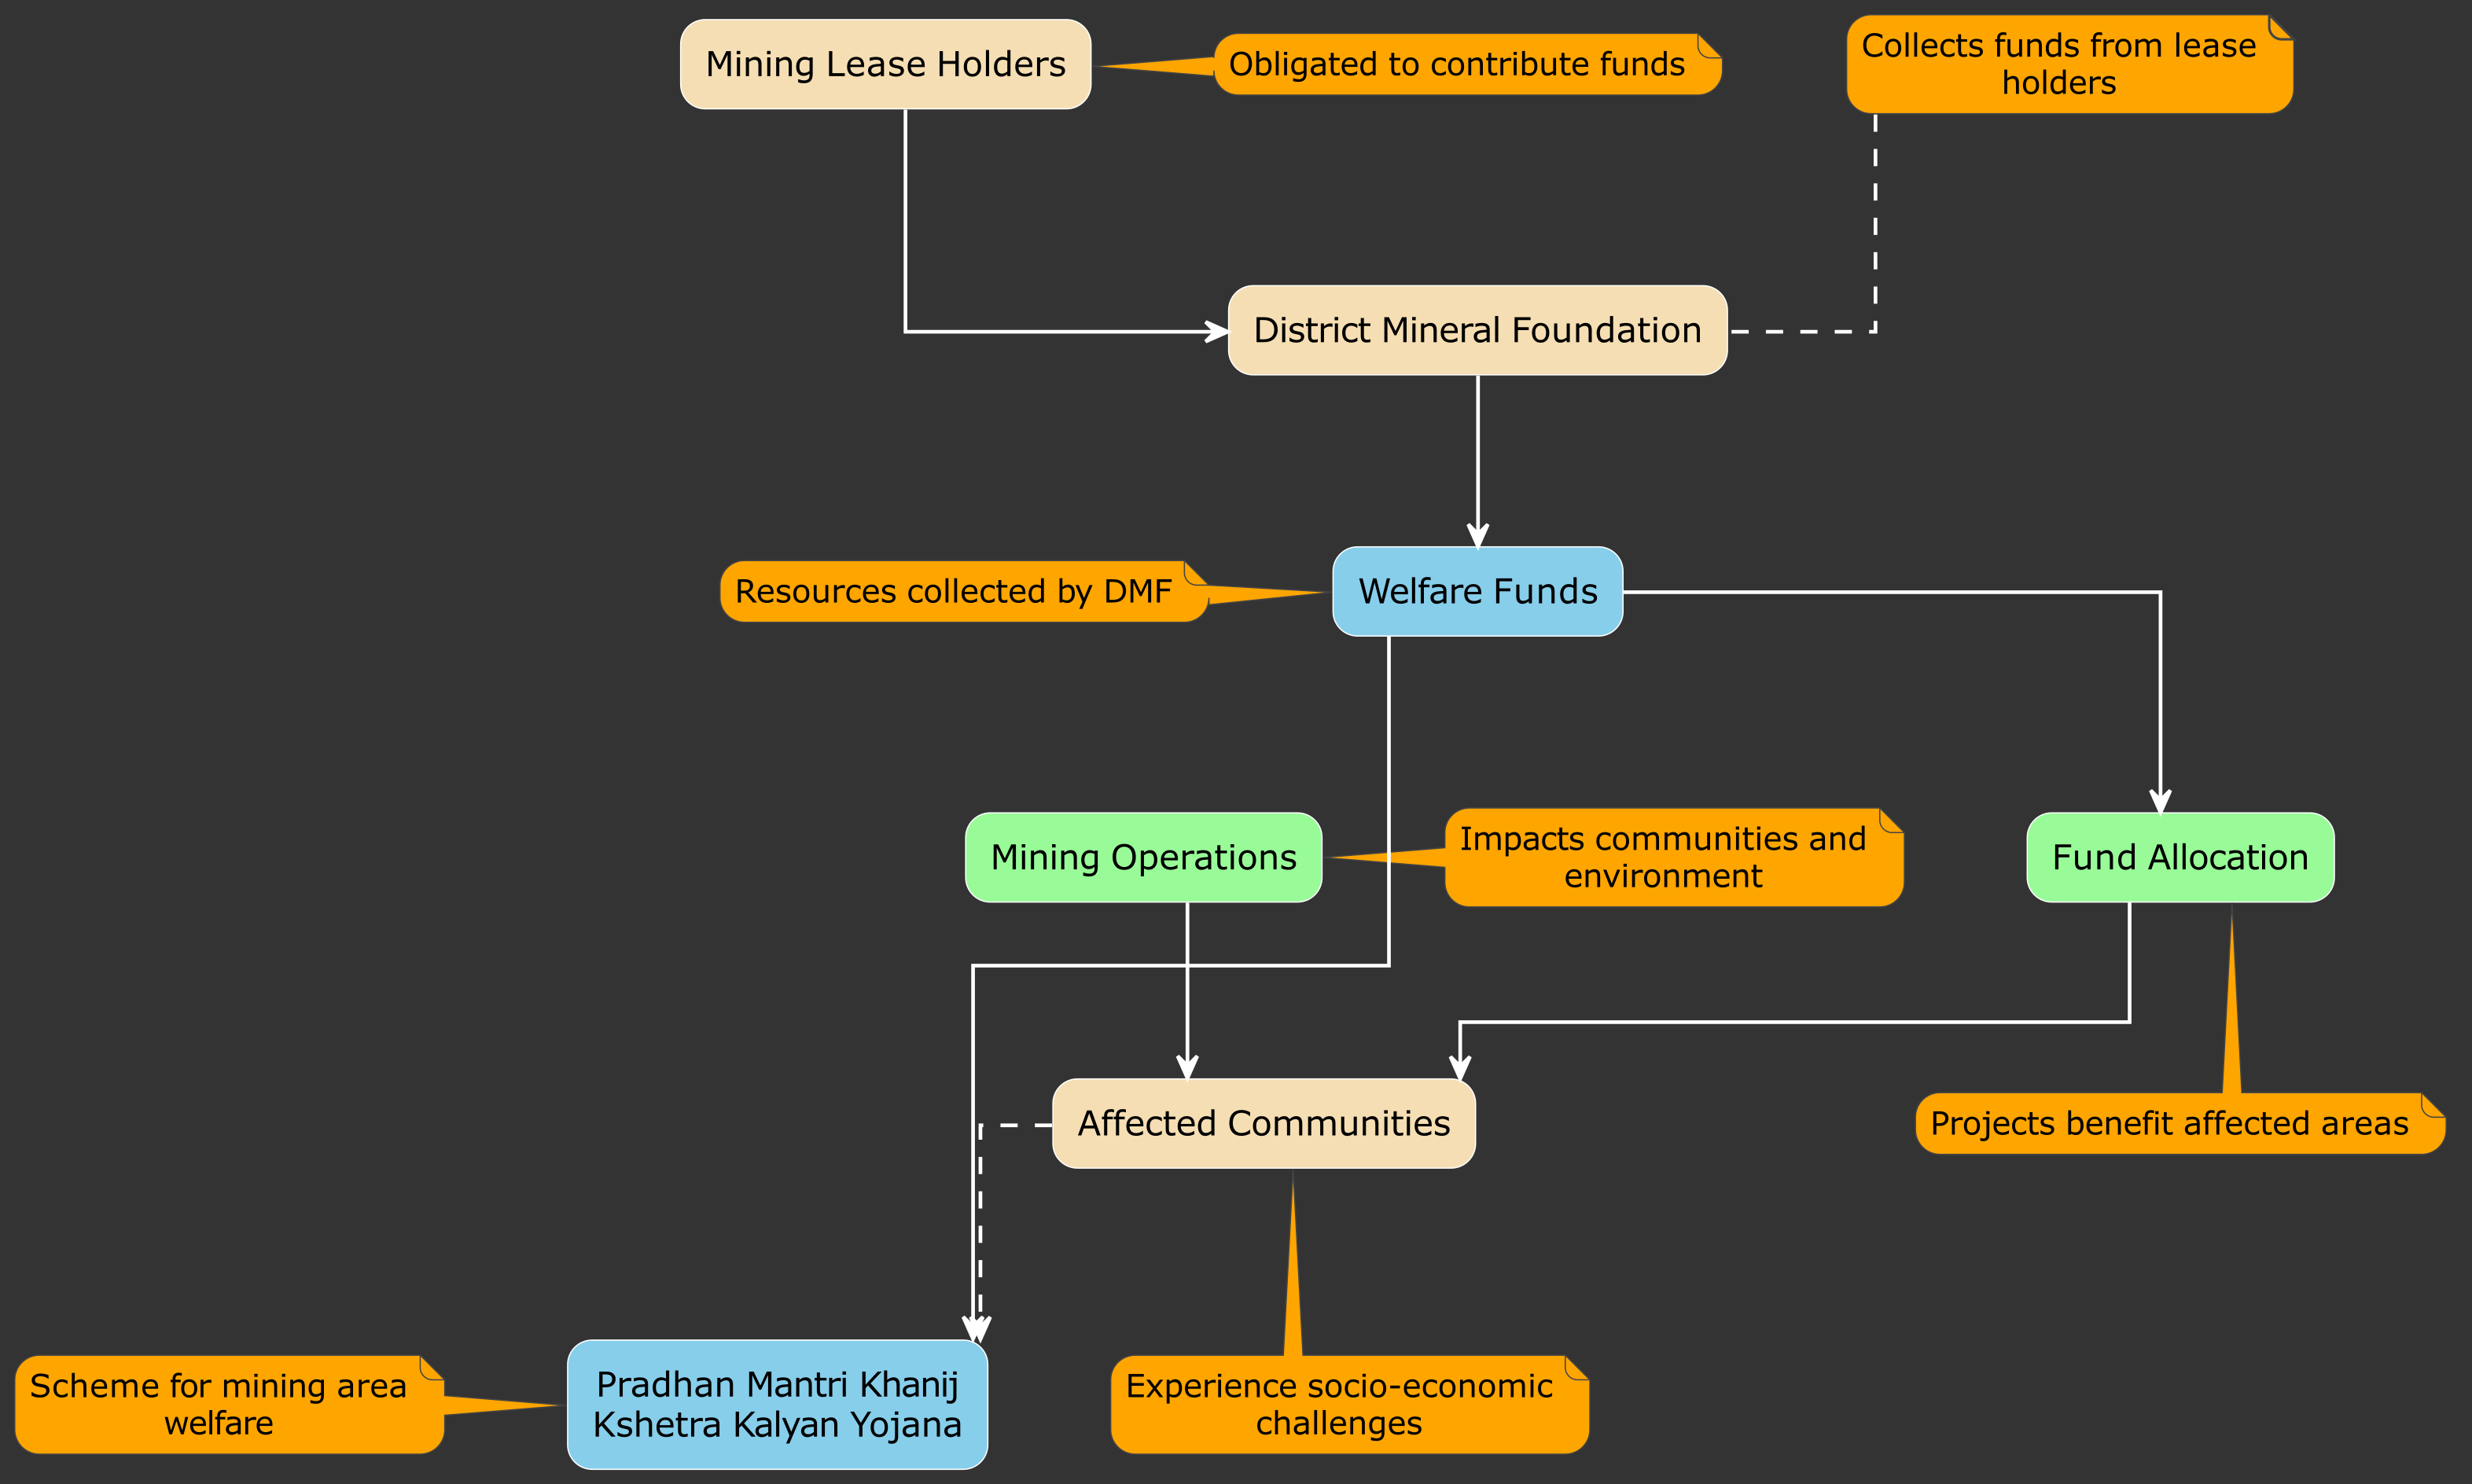 Mining Lease Holders
Obligated to contribute funds
Collects funds from lease
holders
District Mineral Foundation
Resources collected by DMF
Welfare Funds
Mining Operations
Impacts communities and
environment
Fund Allocation
Affected Communities
Projects benefit affected areas
Scheme for mining area
welfare
Pradhan Mantri Khanij
Kshetra Kalyan Yojana
Experience socio-economic
challenges